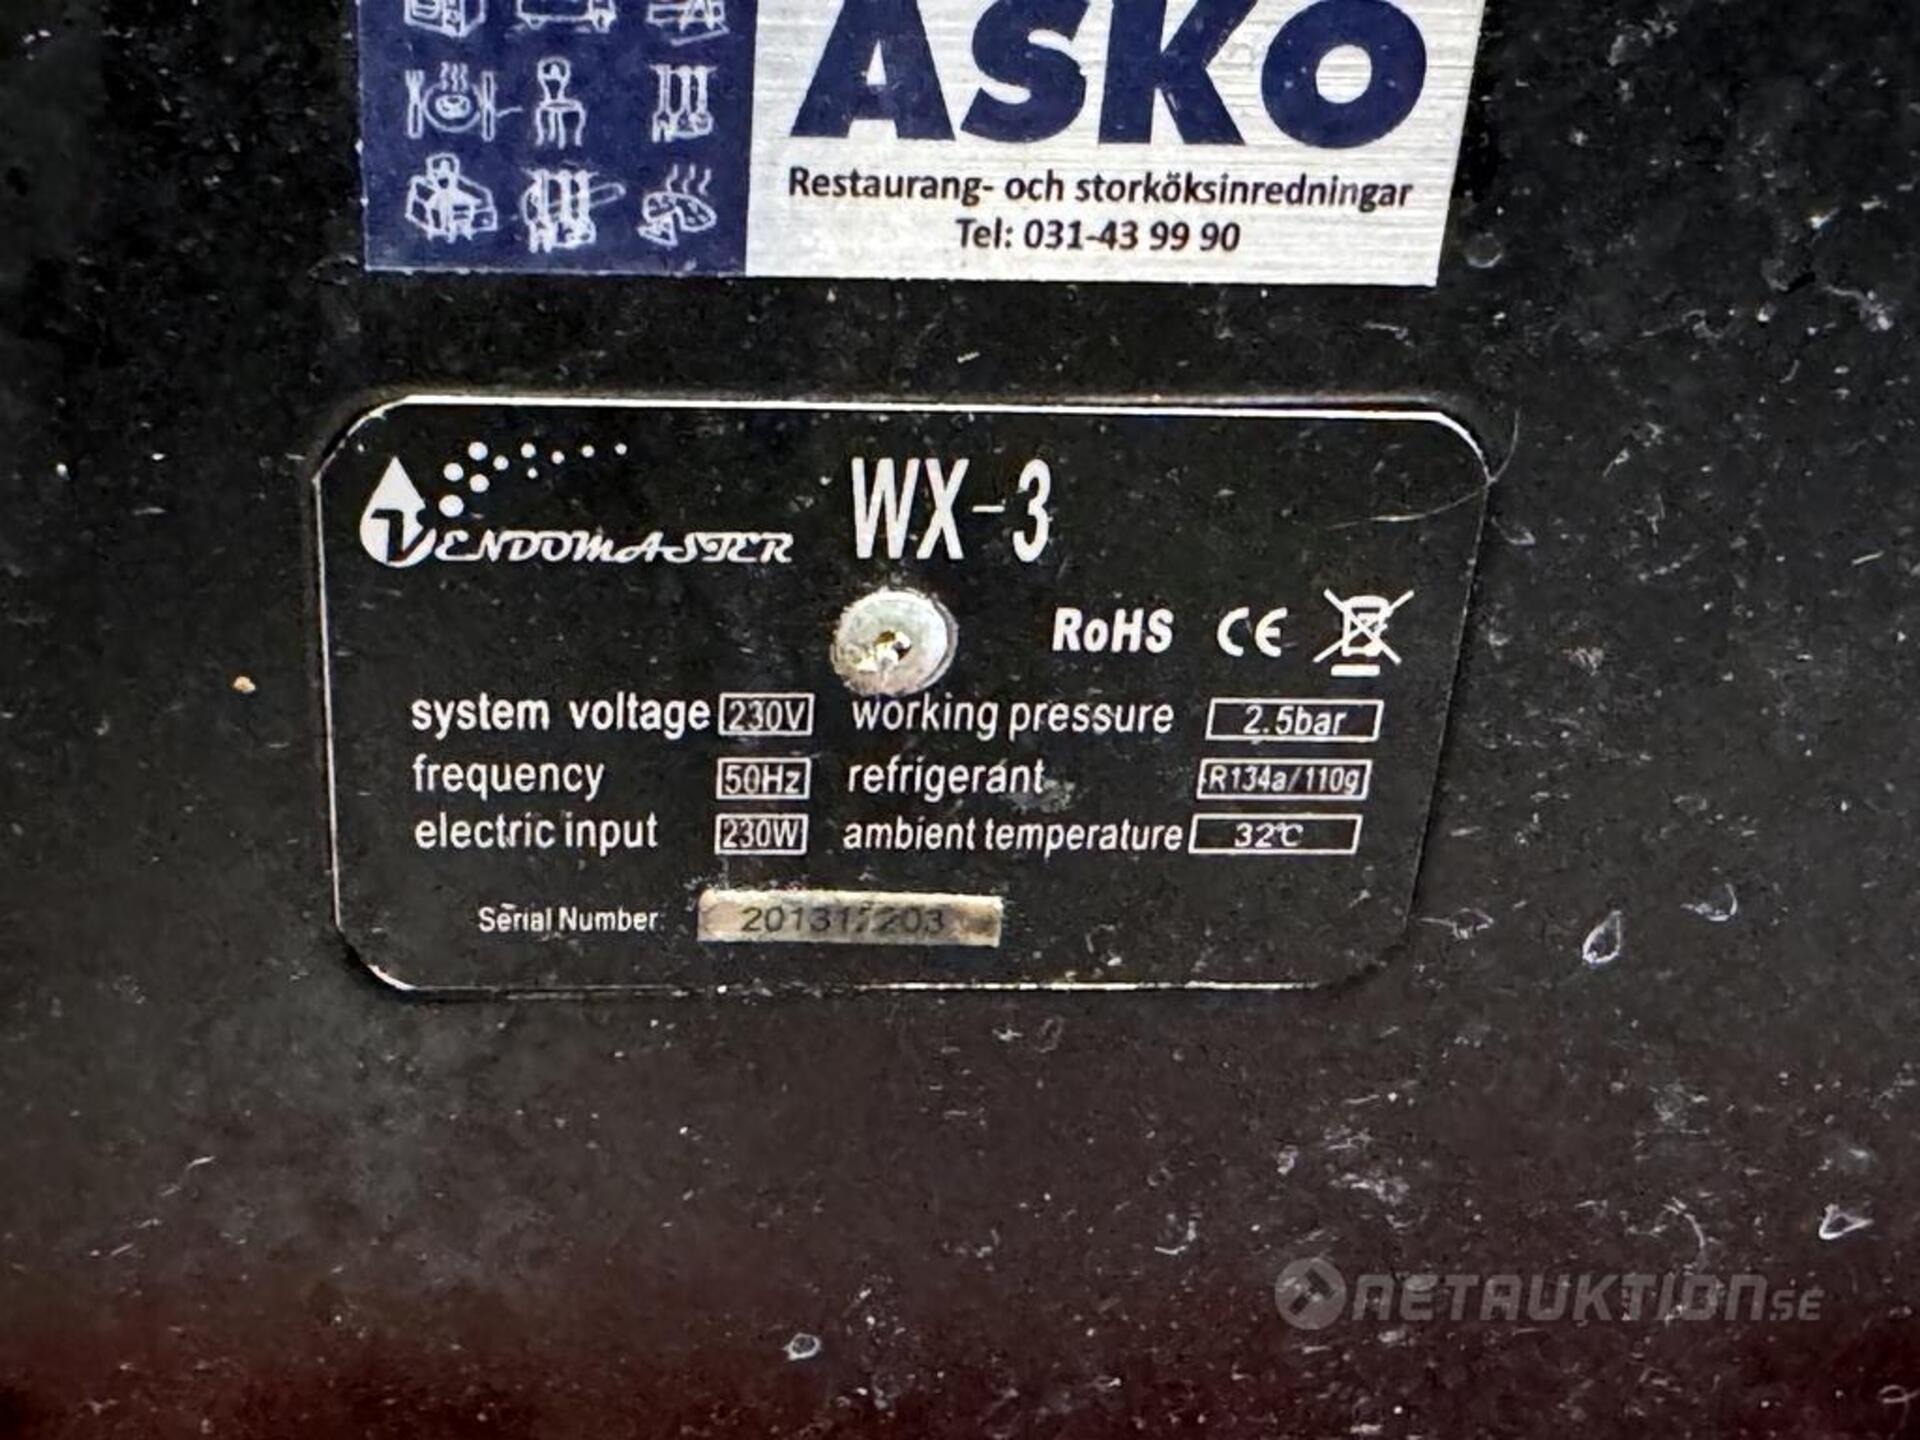 ASKO
Restaurang- och storköksinredningar
Tel: 031-43 99 90
VENDOMASTER WX-3
RoHS CE
system voltage 230V working pressure 2.5bar
frequency 50Hz refrigerant R134a/110g
electric input 230W ambient temperature 32℃
Serial Number
NETAUKTION.SE